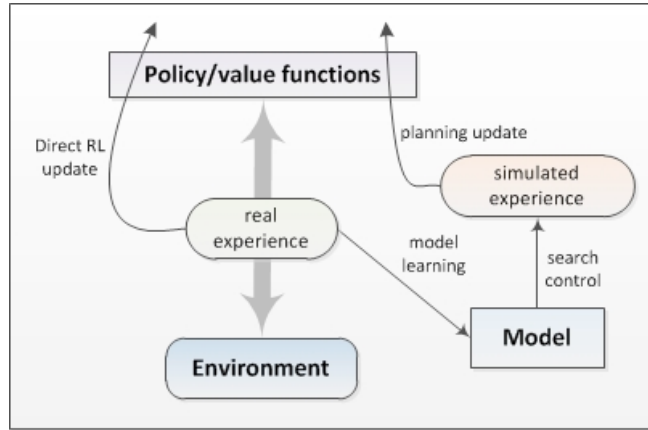 Policy/value functions
Direct RL
update
planning update
simulated
experience
real
experience
model
learning
search
control
Environment
Model